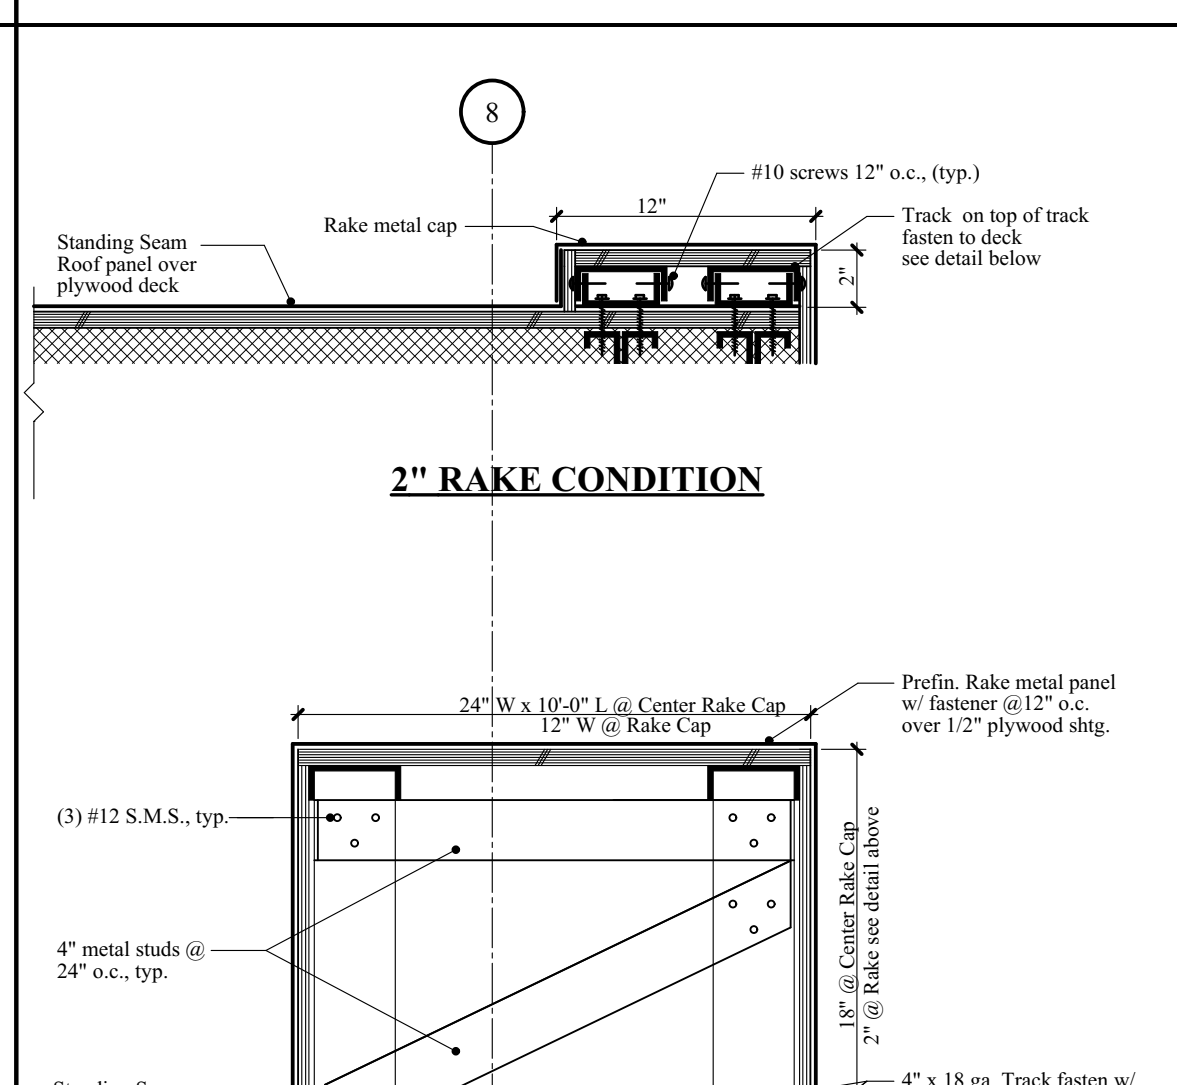 8
#10 screws 12" o.c., (typ.)
12"
Rake metal cap
Track on top of track
fasten to deck
see detail below
Standing Seam
Roof panel over
plywood deck
2"
2" RAKE CONDITION
Prefin. Rake metal panel
w/ fastener @12" o.c.
over 1/2" plywood shtg.
24" W x 10'-0" L @ Center Rake Cap
12" W @ Rake Cap
(3) #12 S.M.S., typ.
18" @ Center Rake Cap
2" @ Rake see detail above
4" metal studs @
24" o.c., typ.
4" x 18 ga. Track fasten w/